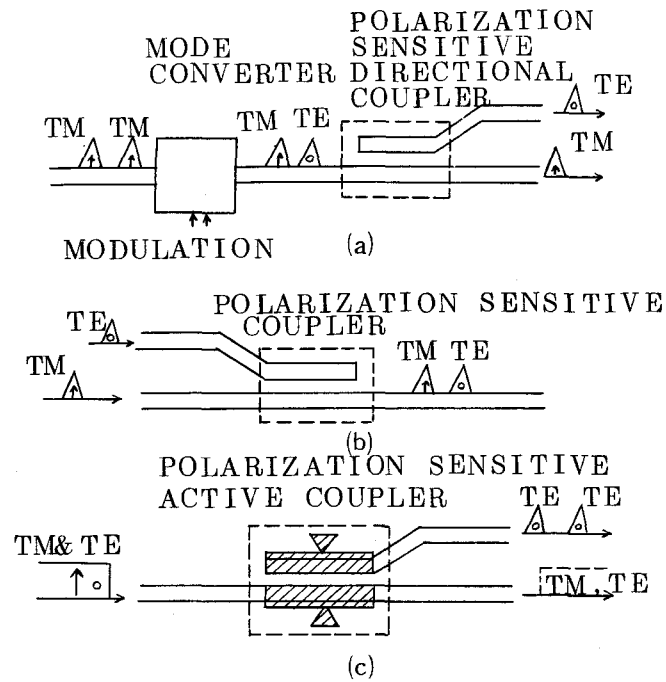 POLARIZATION
SENSITIVE
DIRECTIONAL
COUPLER
MODE
CONVERTER
TE
TM TM
TM TE
TM
MODULATION
(a)
POLARIZATION SENSITIVE
COUPLER
TE
TM
TM TE
(b)
POLARIZATION SENSITIVE
ACTIVE COUPLER
TE TE
TM& TE
TM, TE
(c)